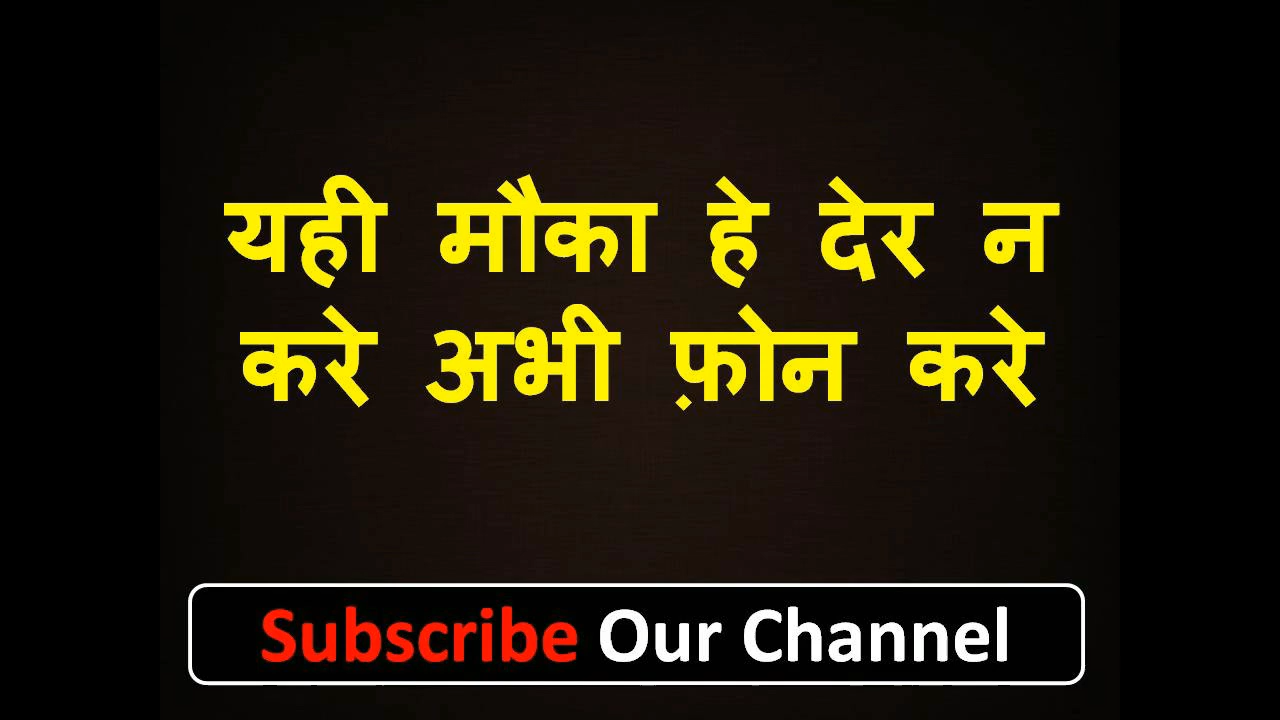 यही मौका हे देर न
करे अभी फ़ोन करे
Subscribe Our Channel